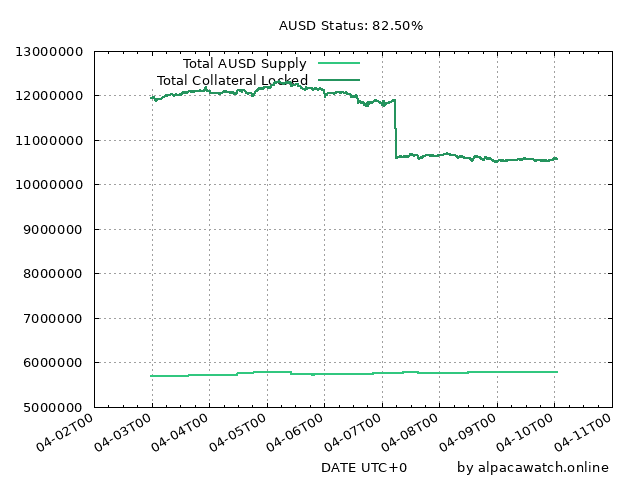 AUSD Status: 82.50%
13000000
12000000
11000000
10000000
9000000
8000000
7000000
6000000
5000000
Total AUSD Supply
Total Collateral Locked
04-02T00
04-03T00
04-04T00
04-05T00
04-06T00
04-07T00
04-08T00
04-09T00
04-10T00
04-11T00
DATE UTC+0
by alpacawatch.online